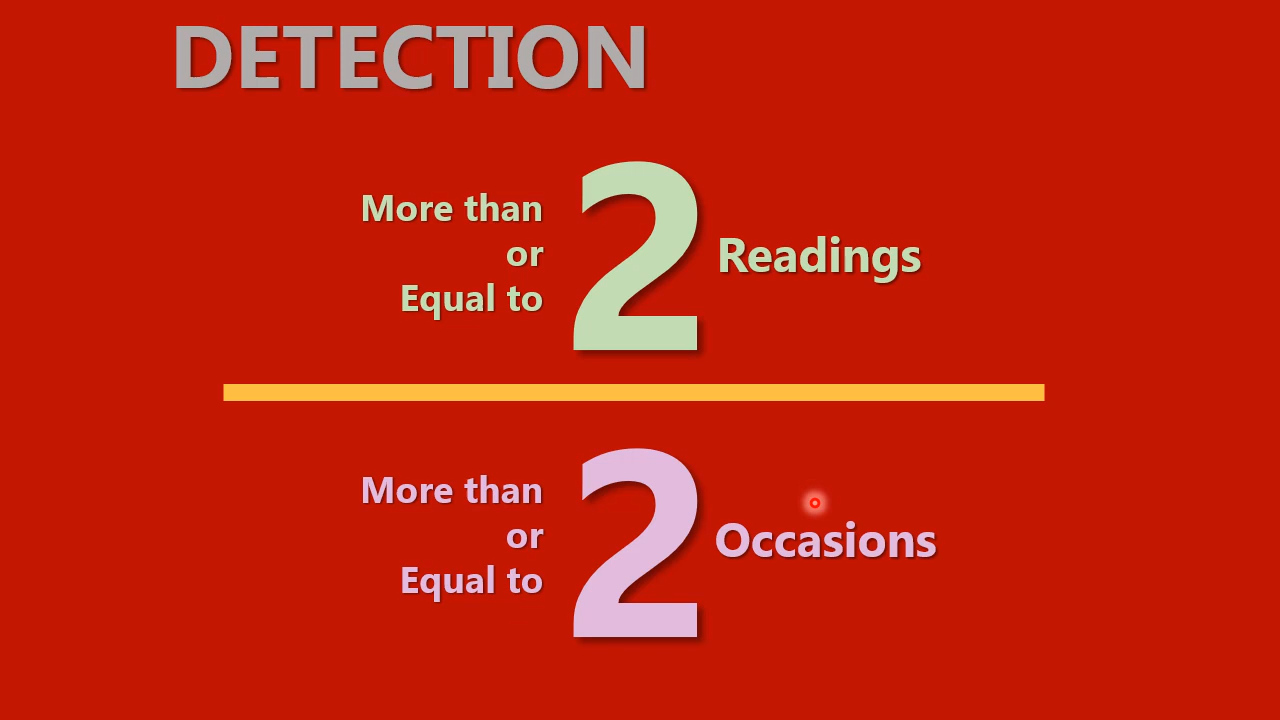 DETECTION
More than
or
Equal to
2
Readings
More than
or
Equal to
2
Occasions